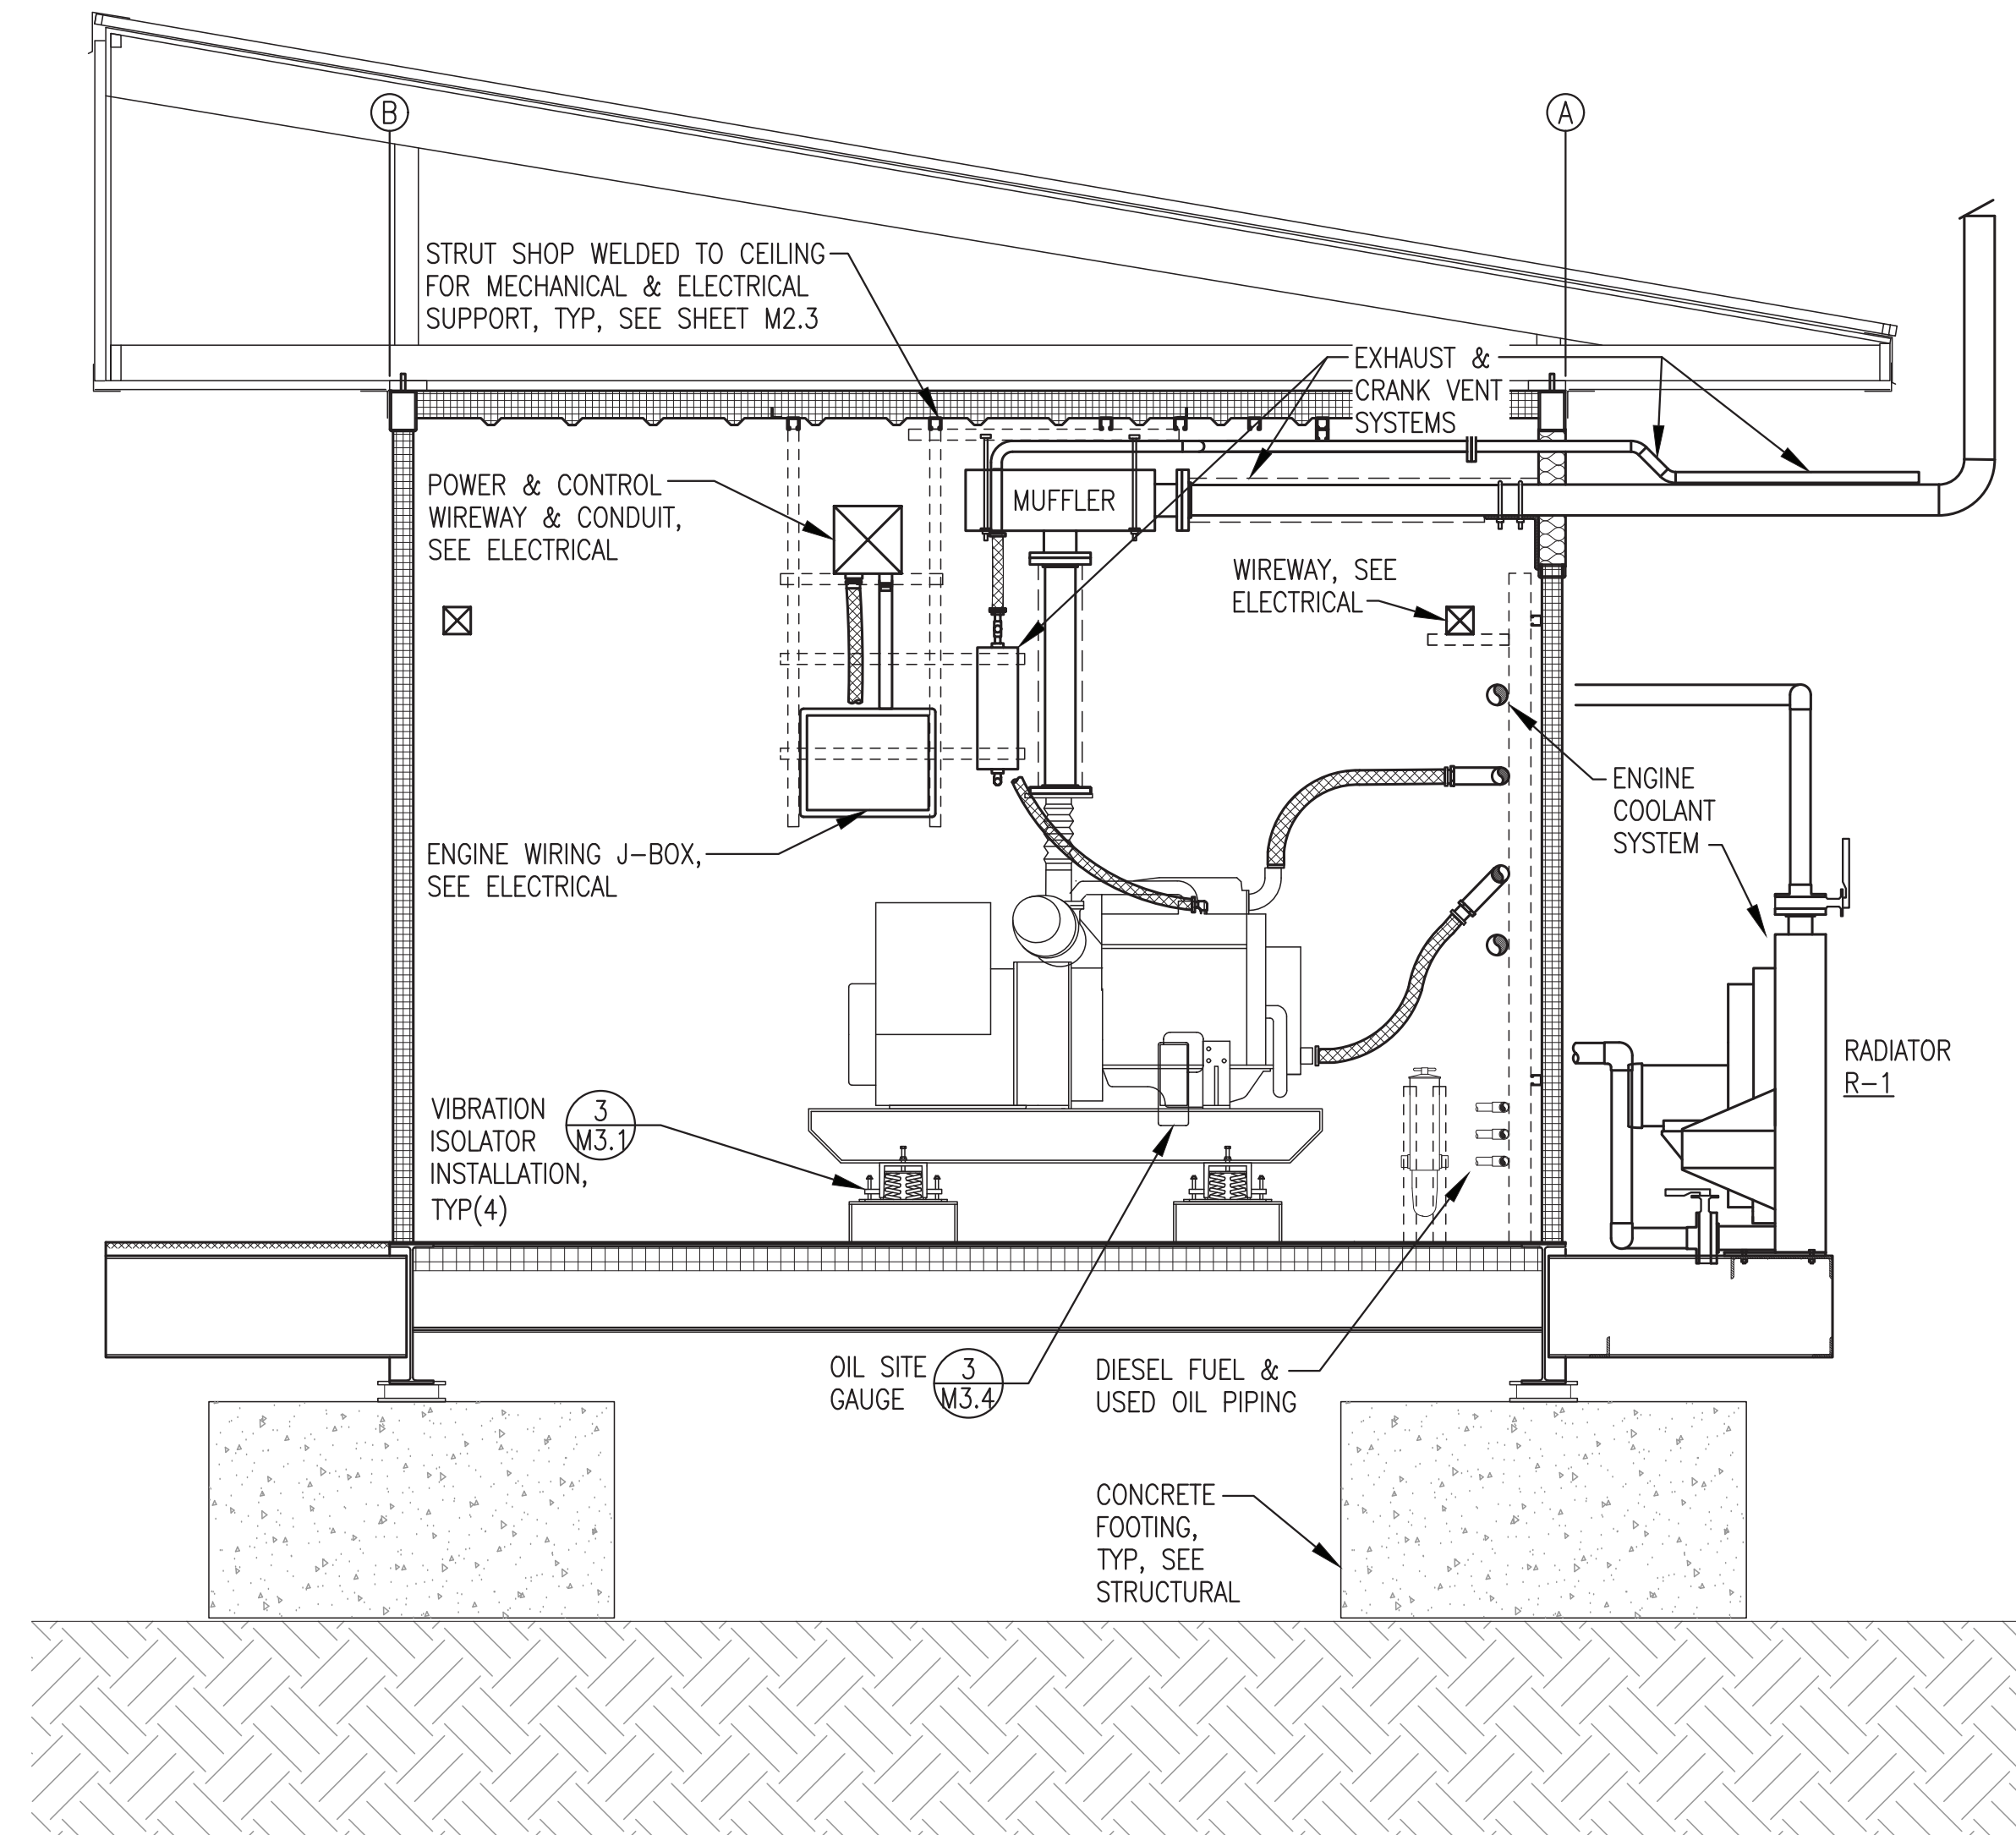 B
A
STRUT SHOP WELDED TO CEILING
FOR MECHANICAL & ELECTRICAL
SUPPORT, TYP, SEE SHEET M2.3
EXHAUST &
CRANK VENT
SYSTEMS
POWER & CONTROL
WIREWAY & CONDUIT,
SEE ELECTRICAL
MUFFLER
WIREWAY, SEE
ELECTRICAL
ENGINE
COOLANT
SYSTEM
ENGINE WIRING J-BOX,
SEE ELECTRICAL
RADIATOR
R-1
VIBRATION
ISOLATOR
INSTALLATION,
TYP(4)
3
M3.1
OIL SITE
GAUGE
3
M3.4
DIESEL FUEL &
USED OIL PIPING
CONCRETE
FOOTING,
TYP, SEE
STRUCTURAL